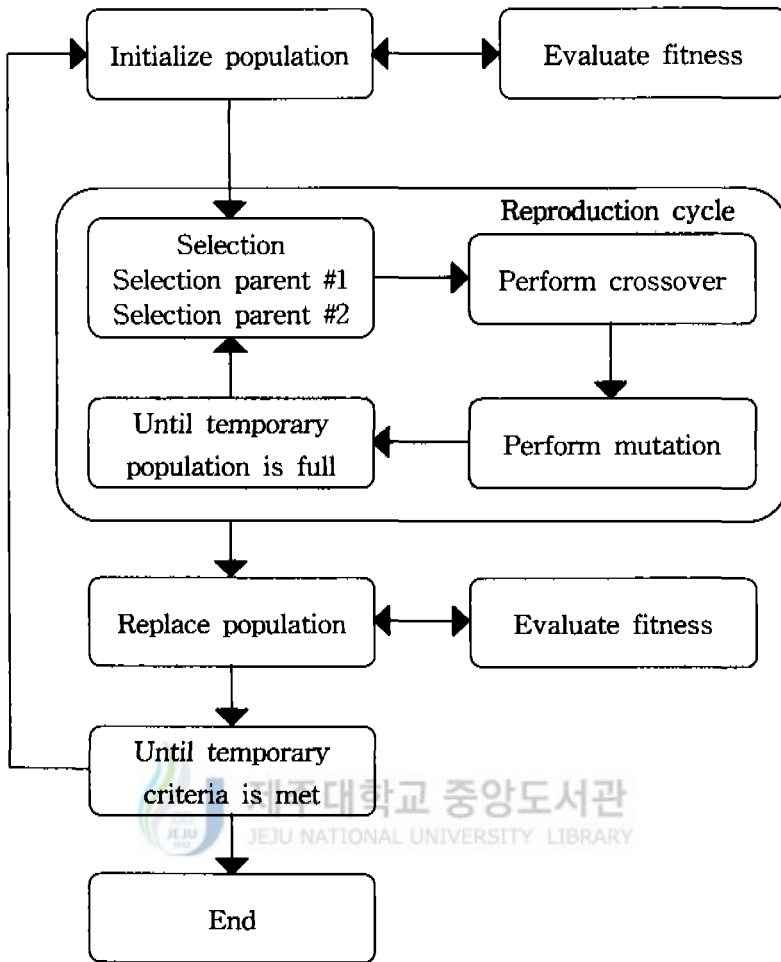 Initialize population
Evaluate fitness
Reproduction cycle
Selection
Selection parent #1
Selection parent #2
Perform crossover
Until temporary
population is full
Perform mutation
Replace population
Evaluate fitness
Until temporary
criteria is met
제주대학교 중앙도서관
JEJU NATIONAL UNIVERSITY LIBRARY
JEJU
End